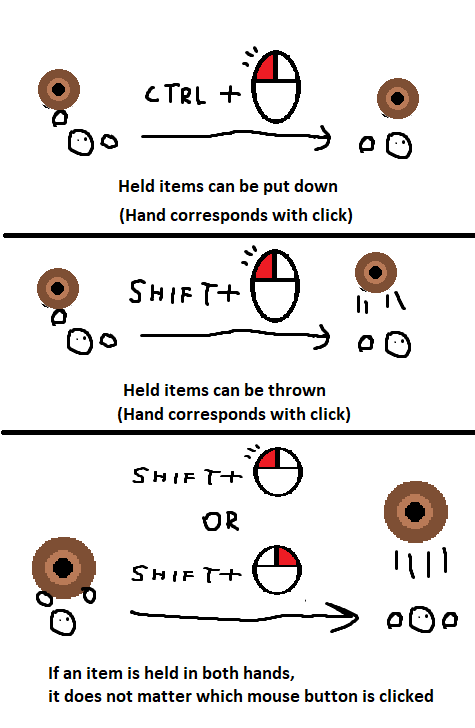 CTRL +
Held items can be put down
(Hand corresponds with click)
SHIFT+
Held items can be thrown
(Hand corresponds with click)
SHIFT+
OR
SHIFT+
If an item is held in both hands,
it does not matter which mouse button is clicked